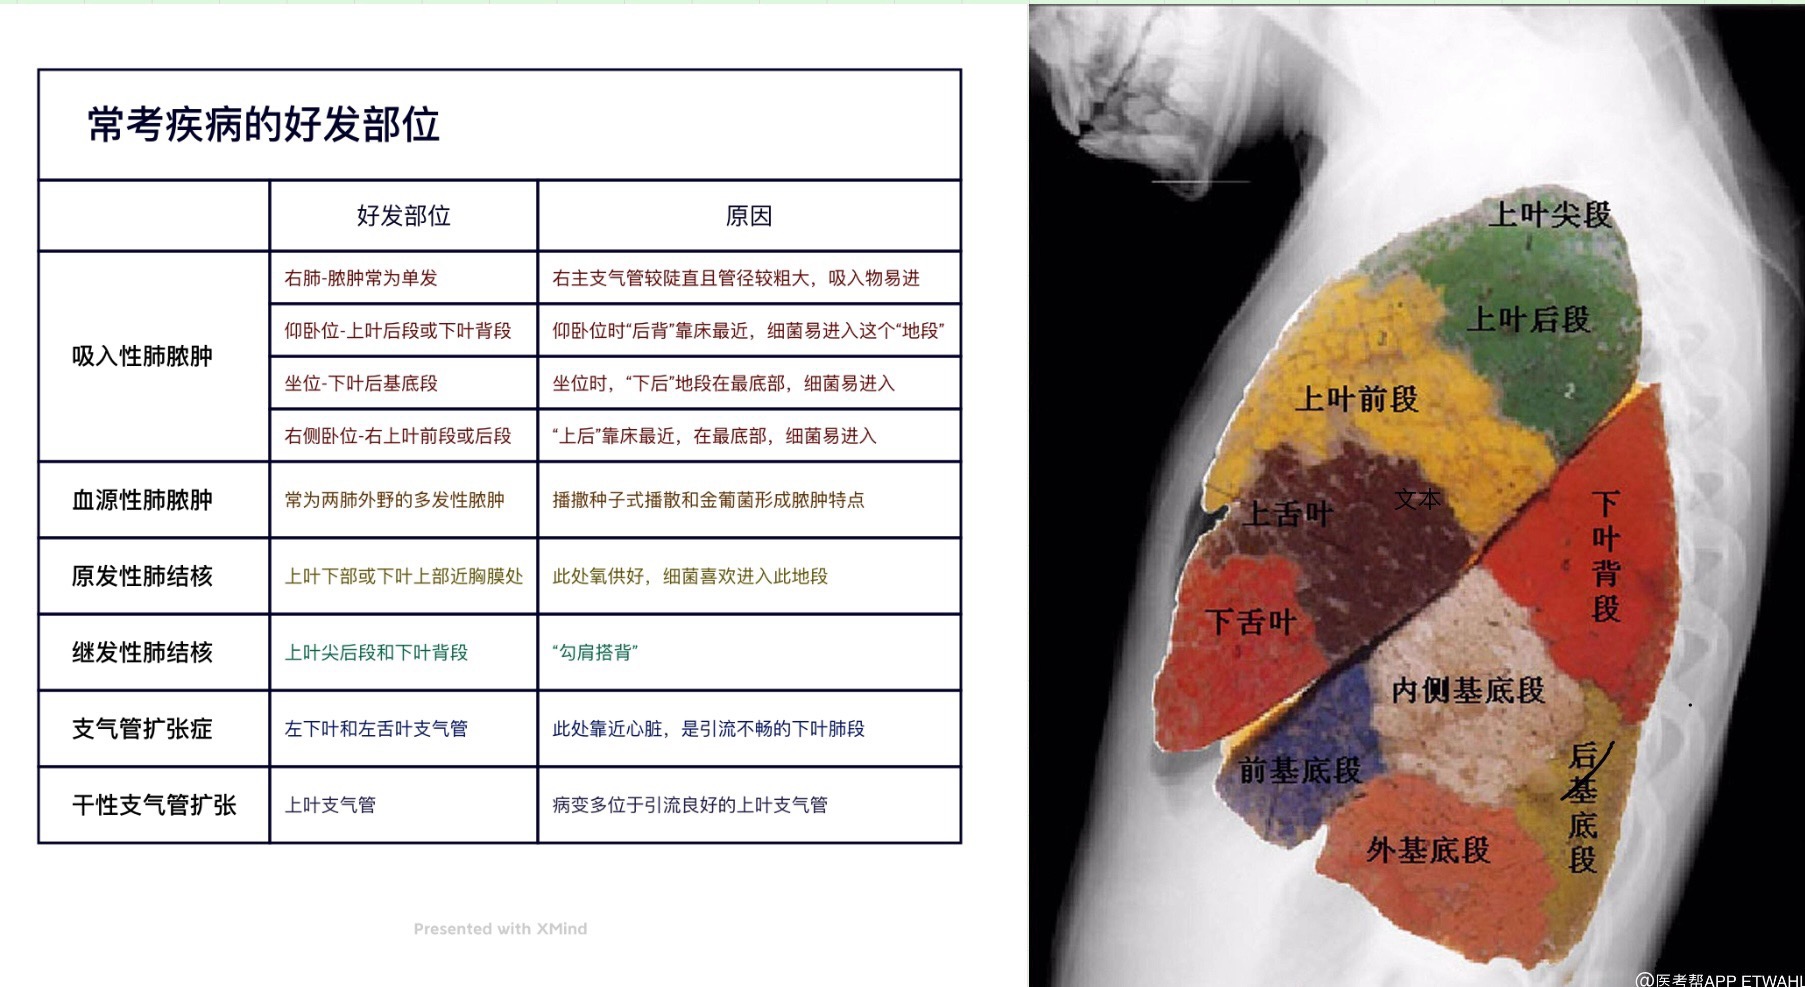 常考疾病的好发部位
好发部位
原因
吸入性肺脓肿
右肺-脓肿常为单发
右主支气管较陡直且管径较粗大，吸入物易进
仰卧位-上叶后段或下叶背段
仰卧位时“后背”靠床最近，细菌易进入这个“地段”
坐位-下叶后基底段
坐位时，“下后”地段在最底部，细菌易进入
右侧卧位-右上叶前段或后段
“上后”靠床最近，在最底部，细菌易进入
血源性肺脓肿
常为两肺外野的多发性脓肿
播撒种子式播散和金葡菌形成脓肿特点
原发性肺结核
上叶下部或下叶上部近胸膜处
此处氧供好，细菌喜欢进入此地段
继发性肺结核
上叶尖后段和下叶背段
“勾肩搭背”
支气管扩张症
左下叶和左舌叶支气管
此处靠近心脏，是引流不畅的下叶肺段
干性支气管扩张
上叶支气管
病变多位于引流良好的上叶支气管
Presented with XMind
上叶尖段
上叶后段
上叶前段
上舌叶
文本
下叶背段
下舌叶
内侧基底段
前基底段
后基底段
外基底段
@医考帮APP ETWAHL